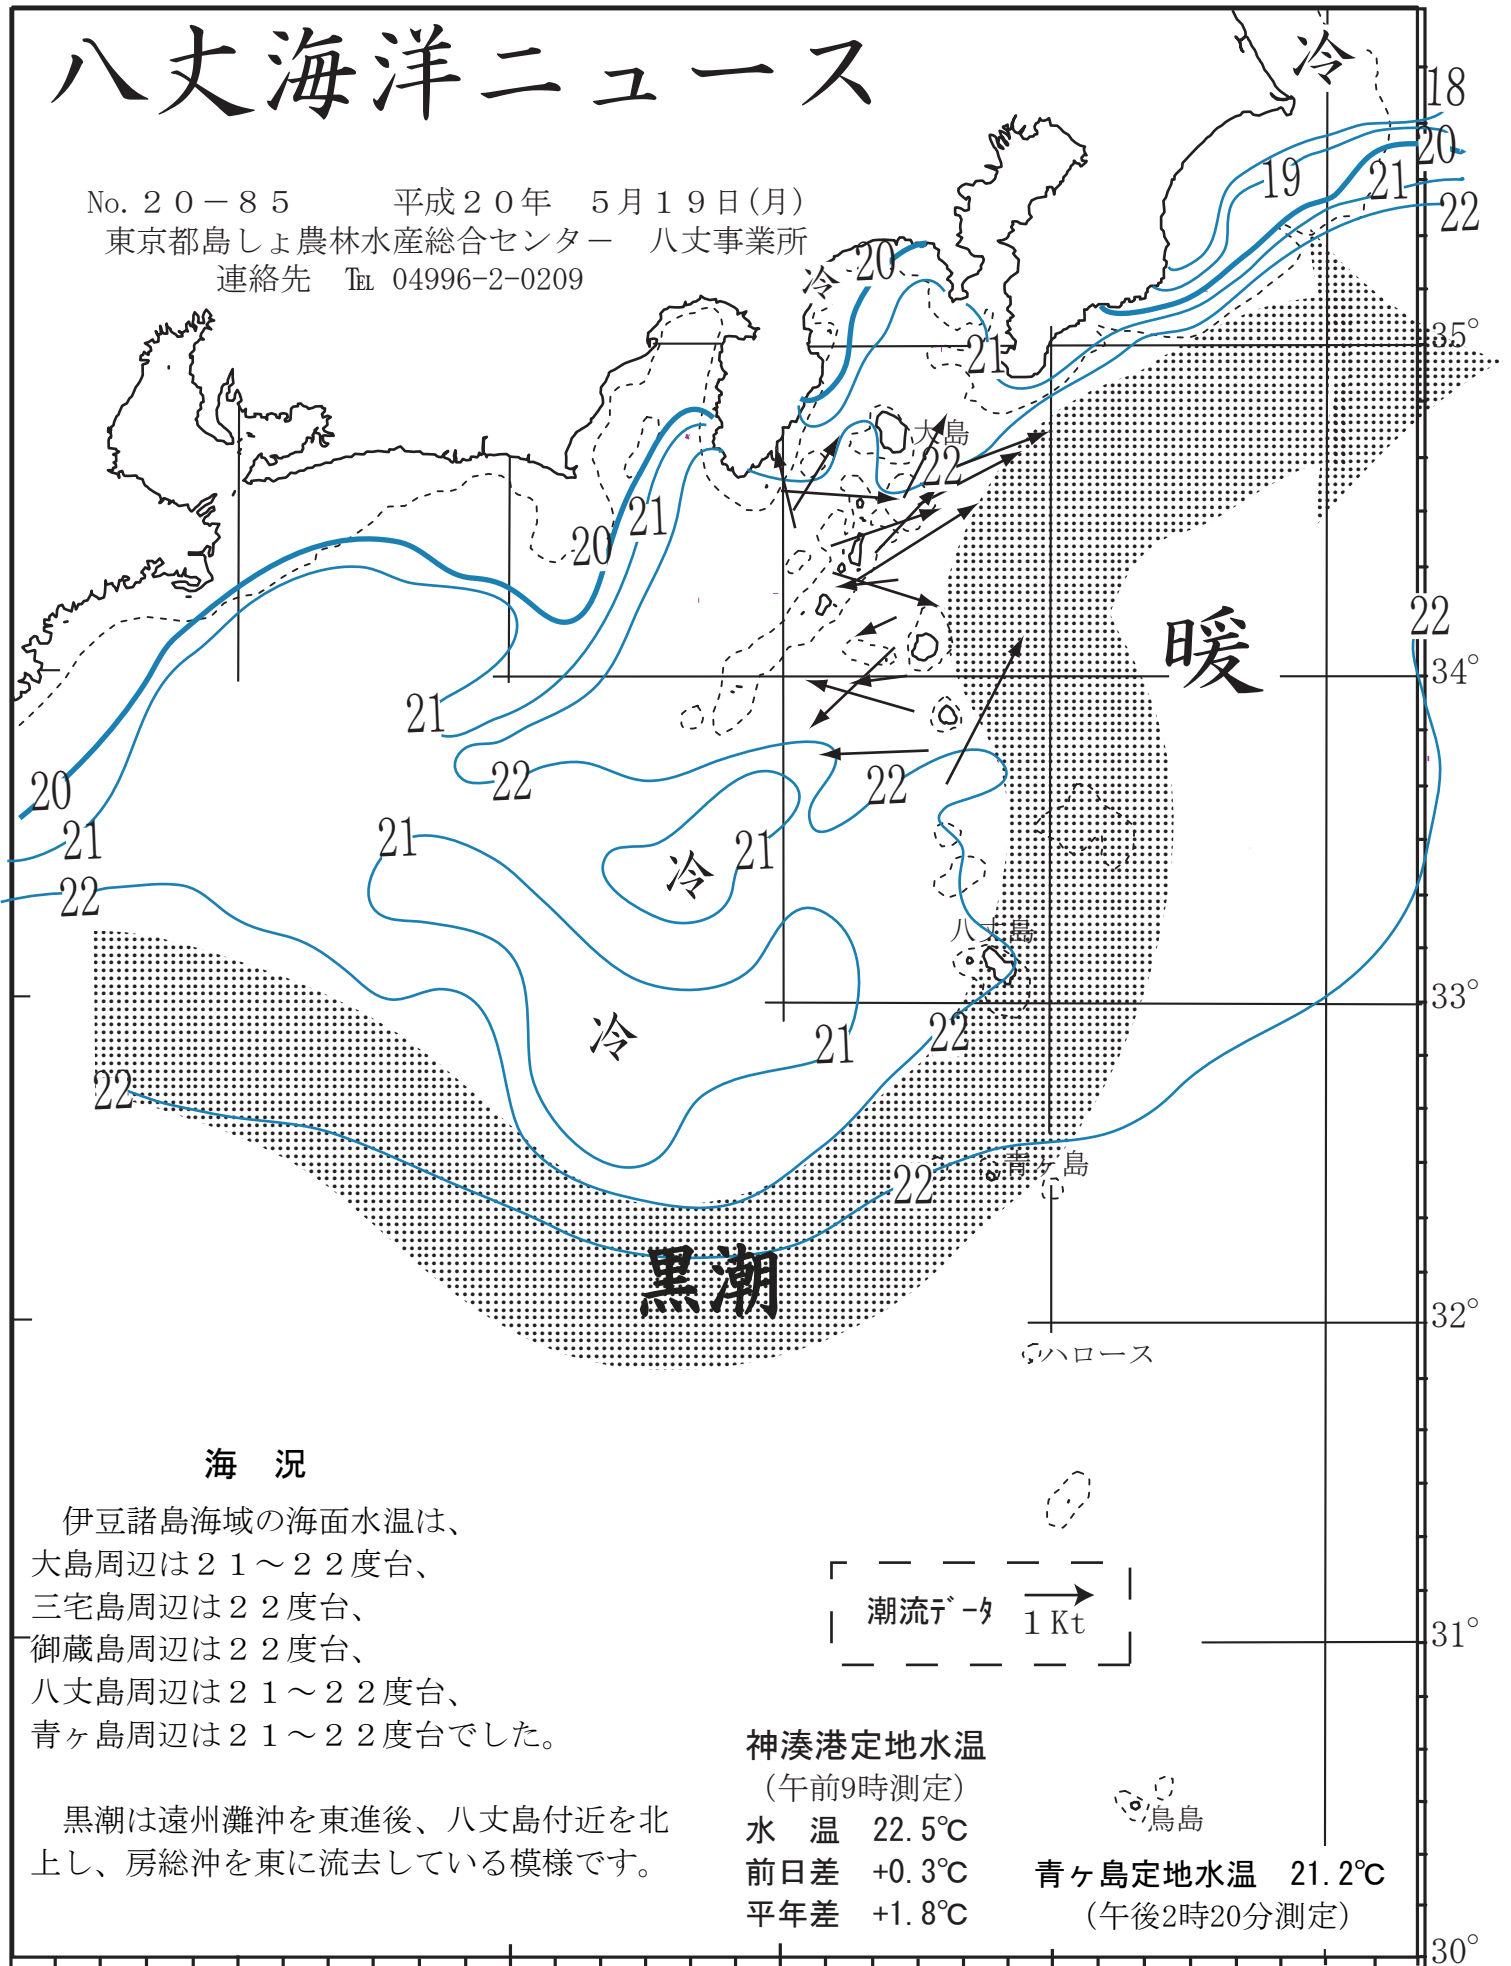 八丈海洋ニュース
No. ２０－８５　　　平成２０年　５月１９日(月)
東京都島しょ農林水産総合センター　八丈事業所
連絡先　℡ 04996-2-0209
冷
18
20
19
21
22
20
冷
35°
21
大島
22
21
20
22
暖
34°
21
20
22
22
21
21
21
冷
22
八丈島
33°
冷
21
22
22
青ヶ島
22
黒潮
32°
ハロース
海　況
伊豆諸島海域の海面水温は、
大島周辺は２１～２２度台、
三宅島周辺は２２度台、
御蔵島周辺は２２度台、
八丈島周辺は２１～２２度台、
青ヶ島周辺は２１～２２度台でした。
黒潮は遠州灘沖を東進後、八丈島付近を北
上し、房総沖を東に流去している模様です。
潮流ﾃﾞｰﾀ
１Kt
31°
神湊港定地水温
（午前9時測定）
水　温　22.5℃
前日差　+0.3℃
平年差　+1.8℃
鳥島
青ヶ島定地水温　21.2℃
（午後2時20分測定）
30°